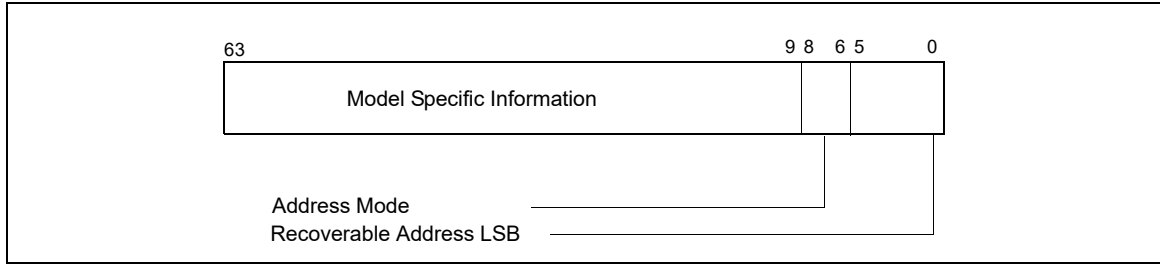 63 9 8 6 5 0
Model Specific Information
Address Mode
Recoverable Address LSB